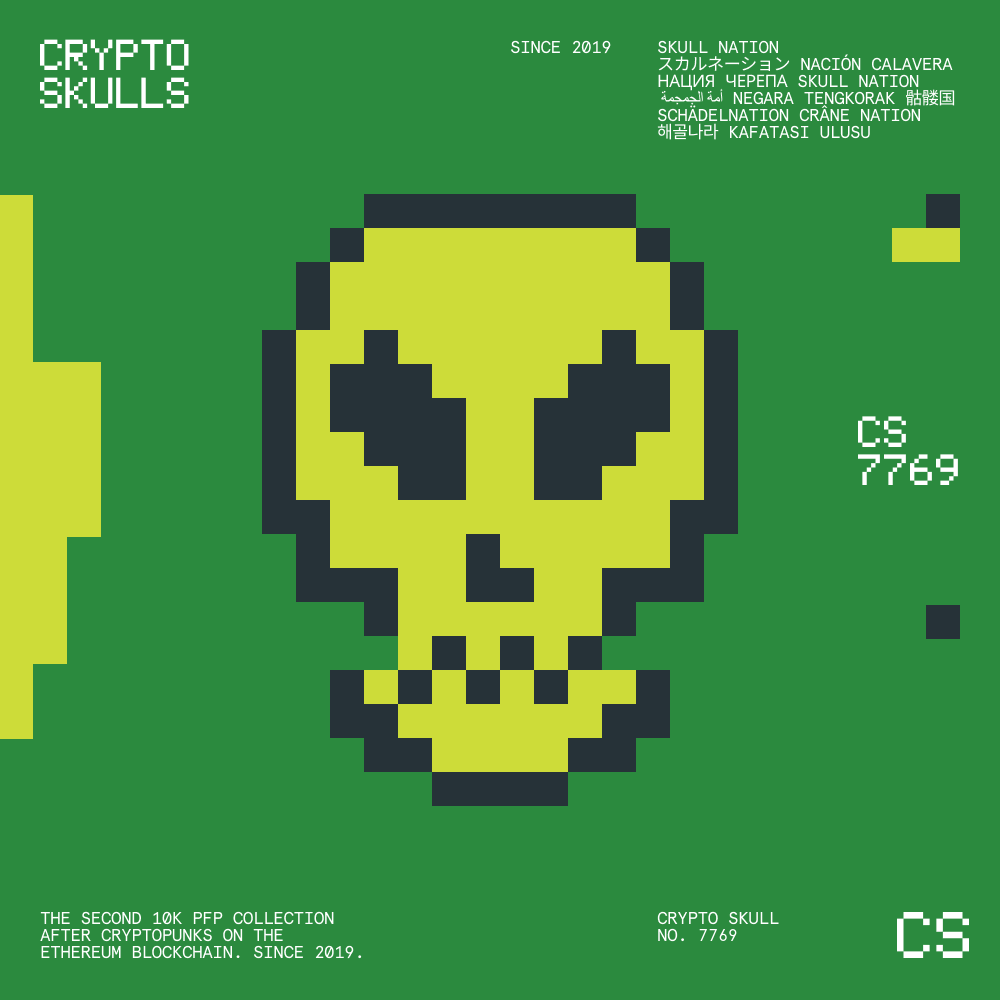 CRYPTO
SKULLS
SINCE 2019
SKULL NATION
スカルネーション NACIÓN CALAVERA
НАЦИЯ ЧЕРЕПА SKULL NATION
أمة الجمجمة NEGARA TENGKORAK 骷髅国
SCHÄDELNATION CRÂNE NATION
해골나라 KAFATASI ULUSU
CS
7769
THE SECOND 10K PFP COLLECTION
AFTER CRYPTOPUNKS ON THE
ETHEREUM BLOCKCHAIN. SINCE 2019.
CRYPTO SKULL
NO. 7769
CS